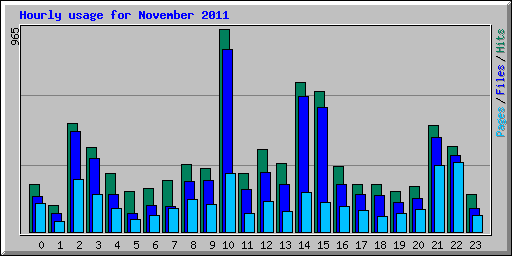 Hourly usage for November 2011
965
Pages/Files/Hits
0 1 2 3 4 5 6 7 8 9 10 11 12 13 14 15 16 17 18 19 20 21 22 23